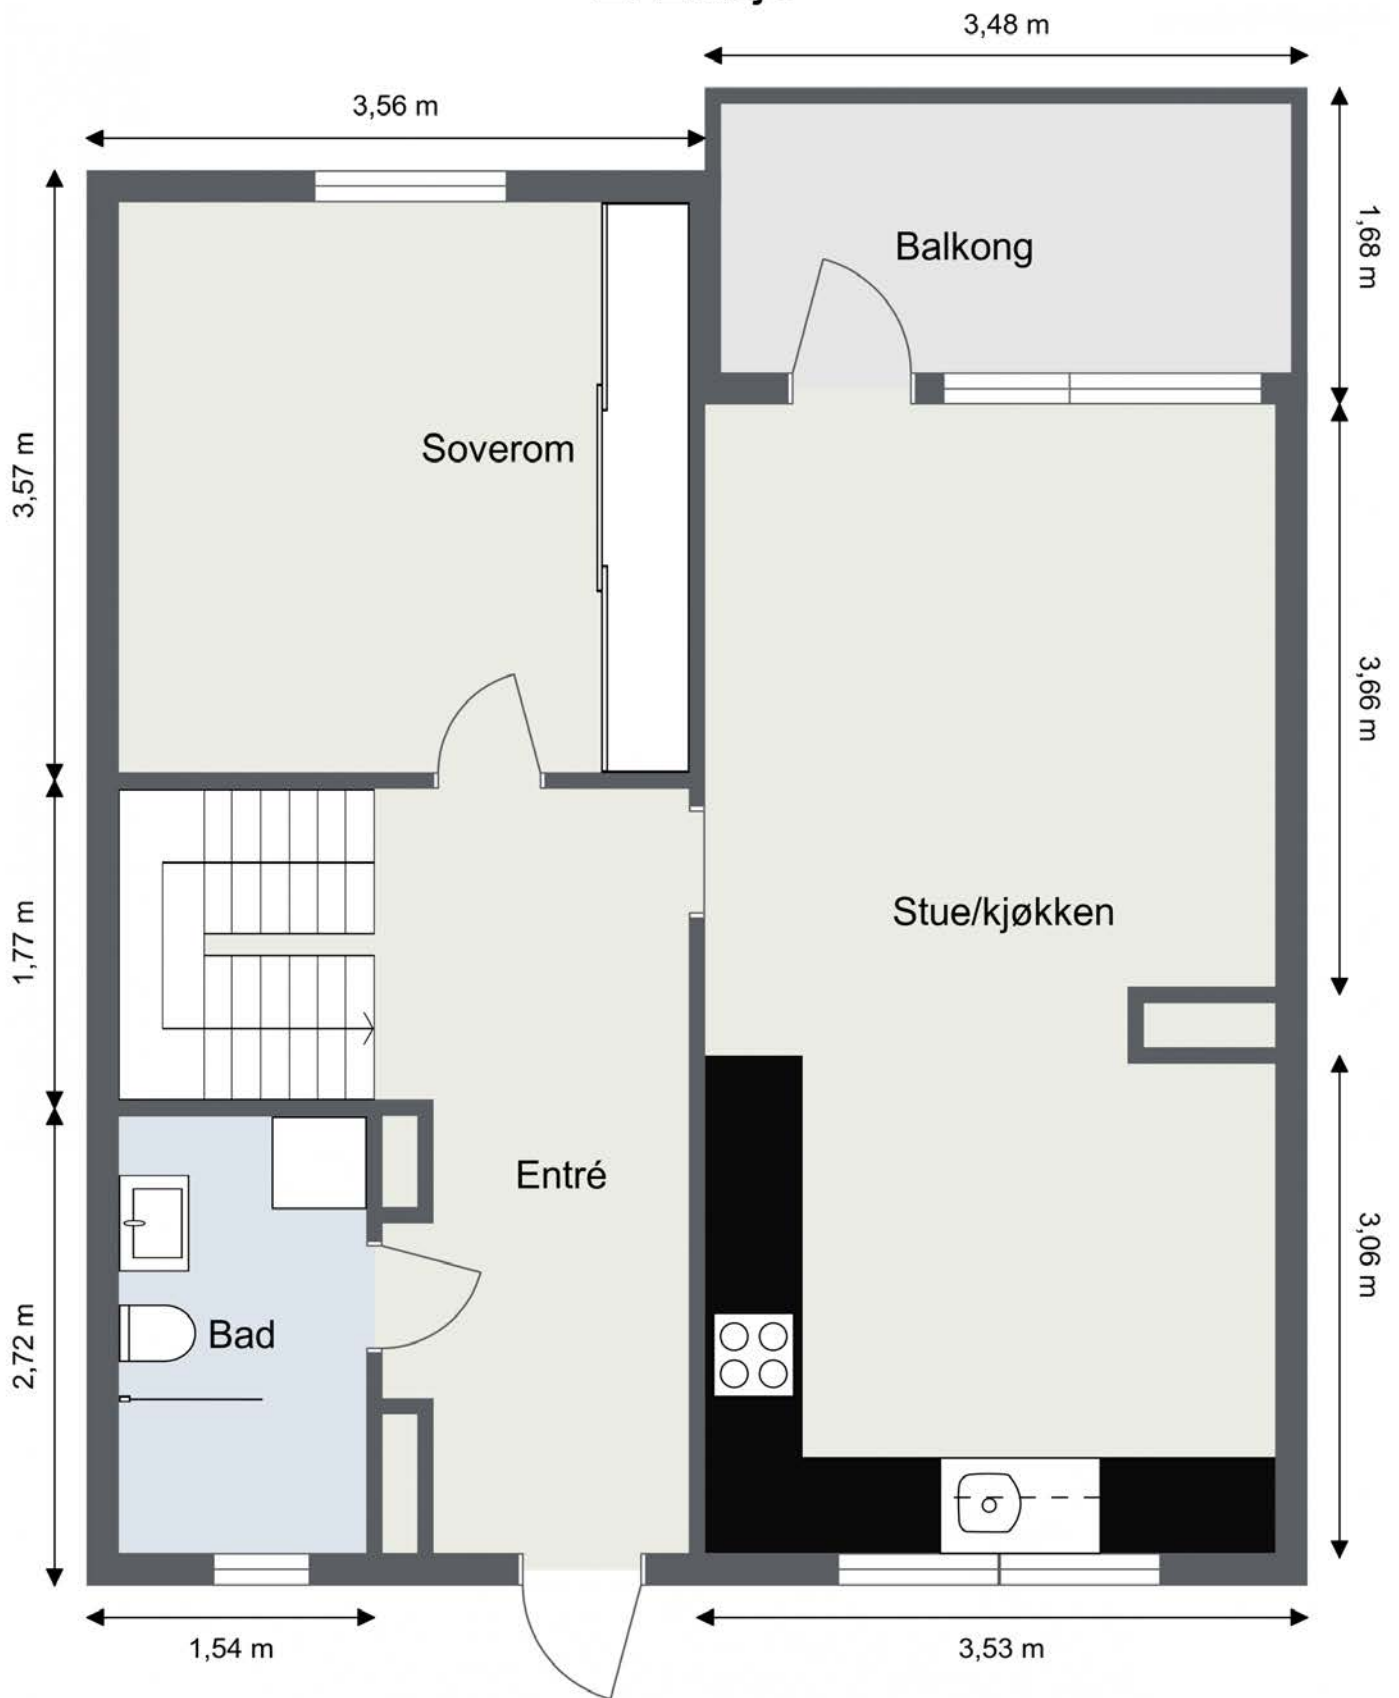 3,48 m
3,56 m
1,68 m
Balkong
3,57 m
Soverom
3,66 m
1,77 m
Stue/kjøkken
Entré
3,06 m
2,72 m
Bad
1,54 m
3,53 m